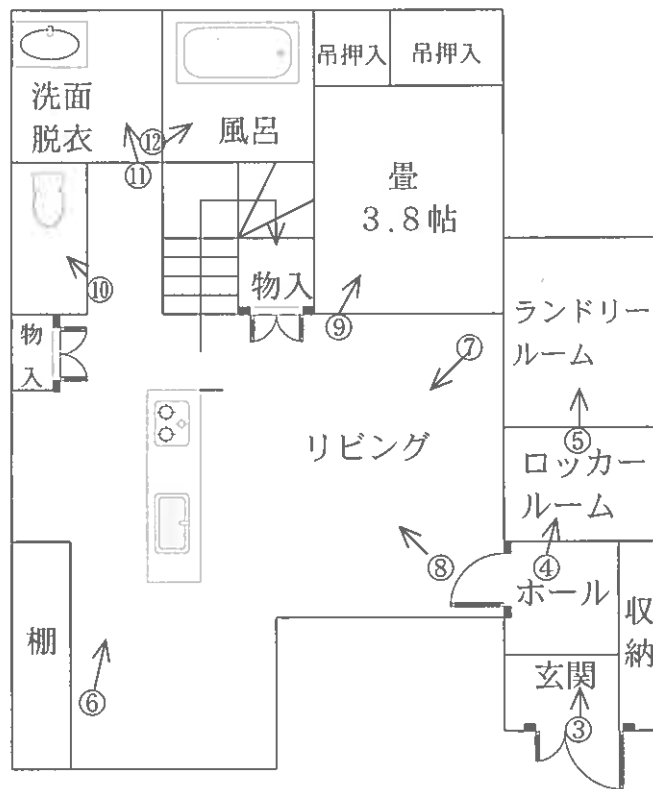 吊押入
吊押入
洗面
脱衣
⑫
風呂
⑪
畳
3.8帖
⑩
物入
⑨
ランドリー
ルーム
物
入
⑦
リビング
⑤
ロッカー
ルーム
⑧
④
ホール
収
納
棚
⑥
玄関
③